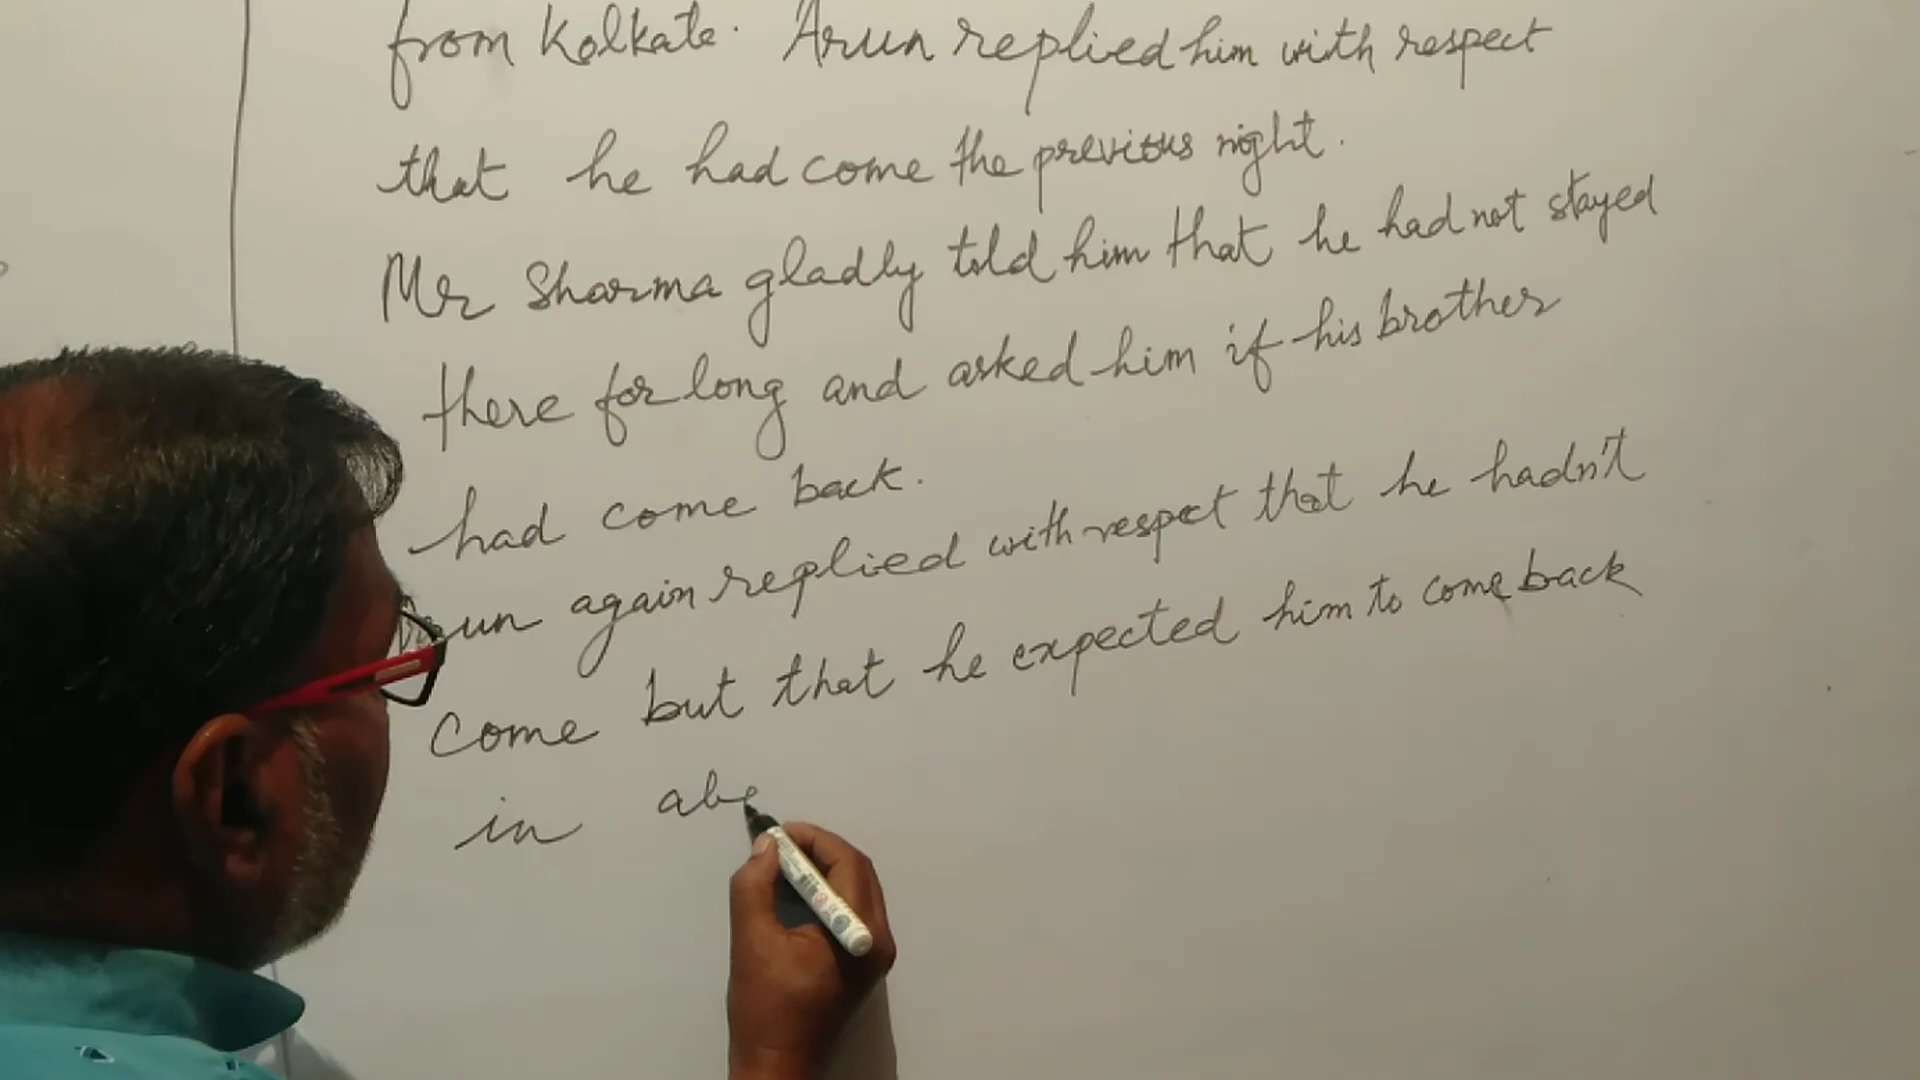 from Kolkata. Arun replied him with respect
that he had come the previous night.
Mr Sharma gladly told him that he had not stayed
there for long and asked him if his brother
had come back.
Arun again replied with respect that he hadn't
come but that he expected him to come back
in abo